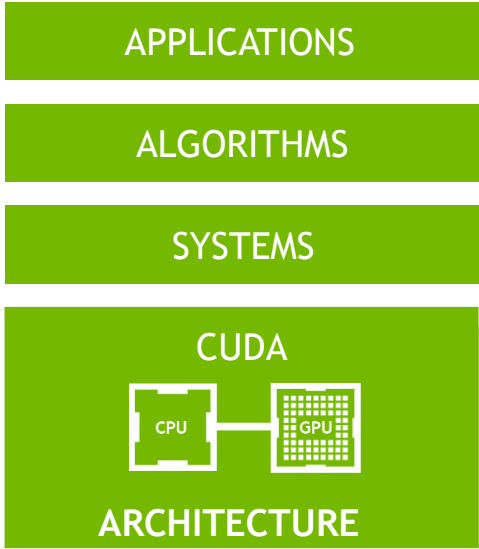 APPLICATIONS
ALGORITHMS
SYSTEMS
CUDA
CPU GPU
ARCHITECTURE